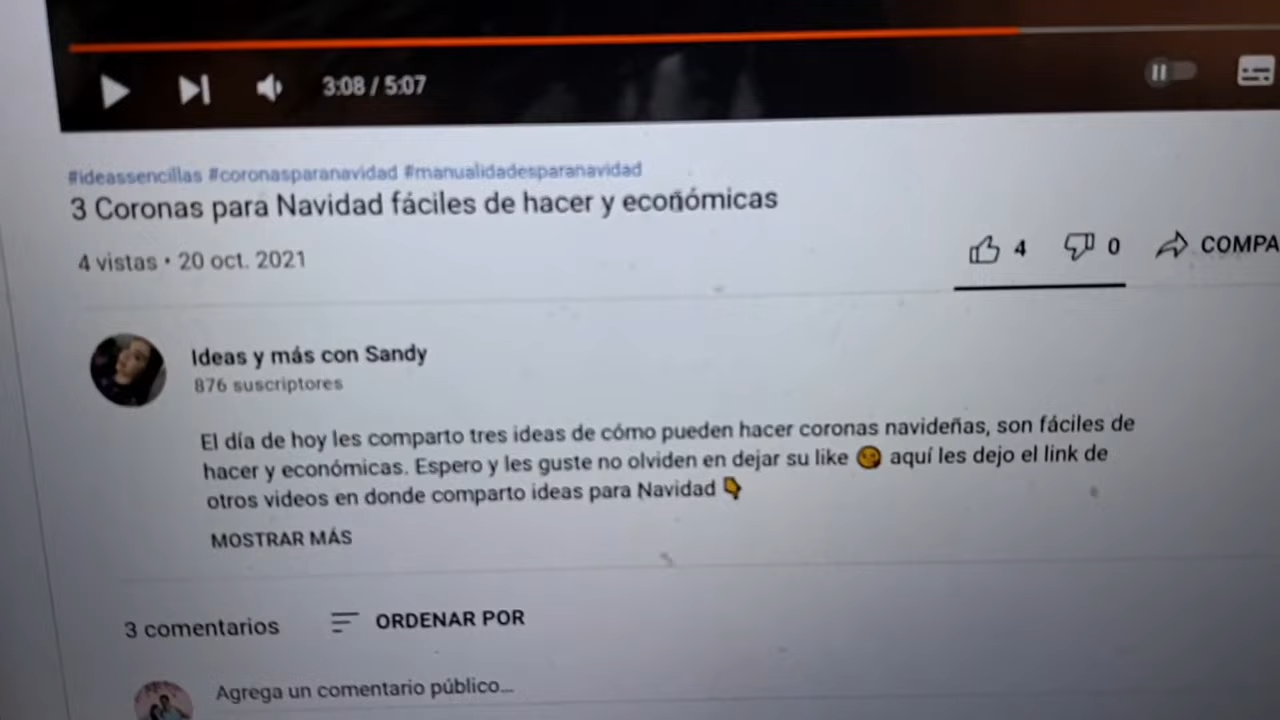 3:08 / 5:07
#ideassencillas #coronasparanavidad #manualidadesparanavidad
3 Coronas para Navidad fáciles de hacer y económicas
4 vistas • 20 oct. 2021
4
0
COMPA
Ideas y más con Sandy
876 suscriptores
El día de hoy les comparto tres ideas de cómo pueden hacer coronas navideñas, son fáciles de
hacer y económicas. Espero y les guste no olviden en dejar su like 😘 aquí les dejo el link de
otros videos en donde comparto ideas para Navidad 👇
MOSTRAR MÁS
3 comentarios
ORDENAR POR
Agrega un comentario público...